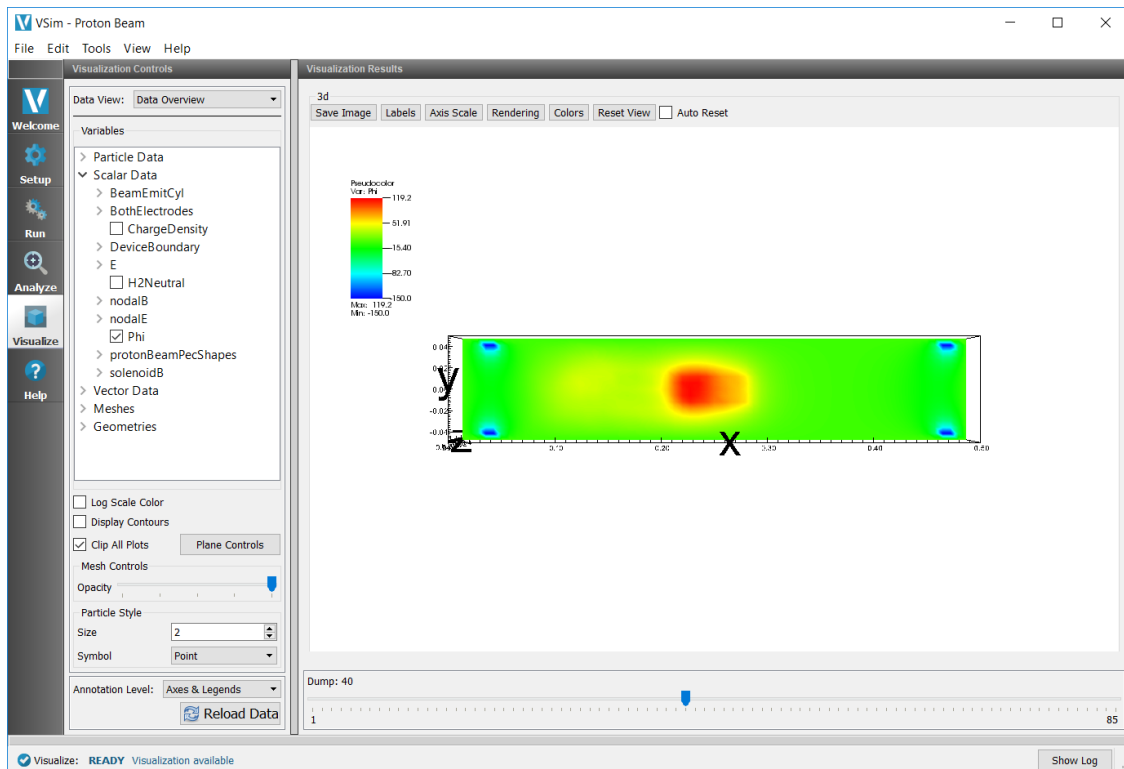 VSim - Proton Beam
File Edit Tools View Help
Visualization Controls
Data View: Data Overview
Variables
Particle Data
Scalar Data
BeamEmitCyl
BothElectrodes
ChargeDensity
DeviceBoundary
E
H2Neutral
nodalB
nodalE
Phi
protonBeamPecShapes
solenoidB
Vector Data
Meshes
Geometries
Log Scale Color
Display Contours
Clip All Plots Plane Controls
Mesh Controls
Opacity
Particle Style
Size 2
Symbol Point
Annotation Level: Axes & Legends
Reload Data
Welcome
Setup
Run
Analyze
Visualize
Help
Visualization Results
3d
Save Image Labels Axis Scale Rendering Colors Reset View Auto Reset
Pseudocolor
Var: Phi
119.2
51.91
-15.40
-82.70
-150.0
Max: 119.2
Min: -150.0
0.04
0.02
-0.02
-0.04
y
z
x
0.20 0.30 0.40 0.50
Dump: 40
1 85
Visualize: READY Visualization available
Show Log